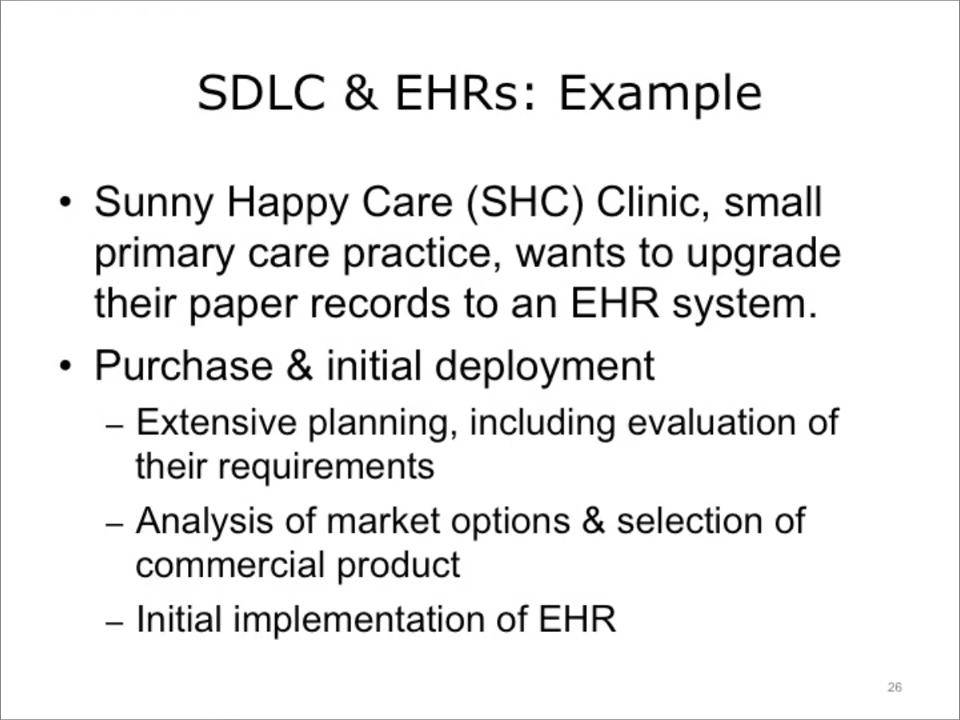 SDLC & EHRs: Example
• Sunny Happy Care (SHC) Clinic, small
primary care practice, wants to upgrade
their paper records to an EHR system.
• Purchase & initial deployment
– Extensive planning, including evaluation of
their requirements
– Analysis of market options & selection of
commercial product
– Initial implementation of EHR
26